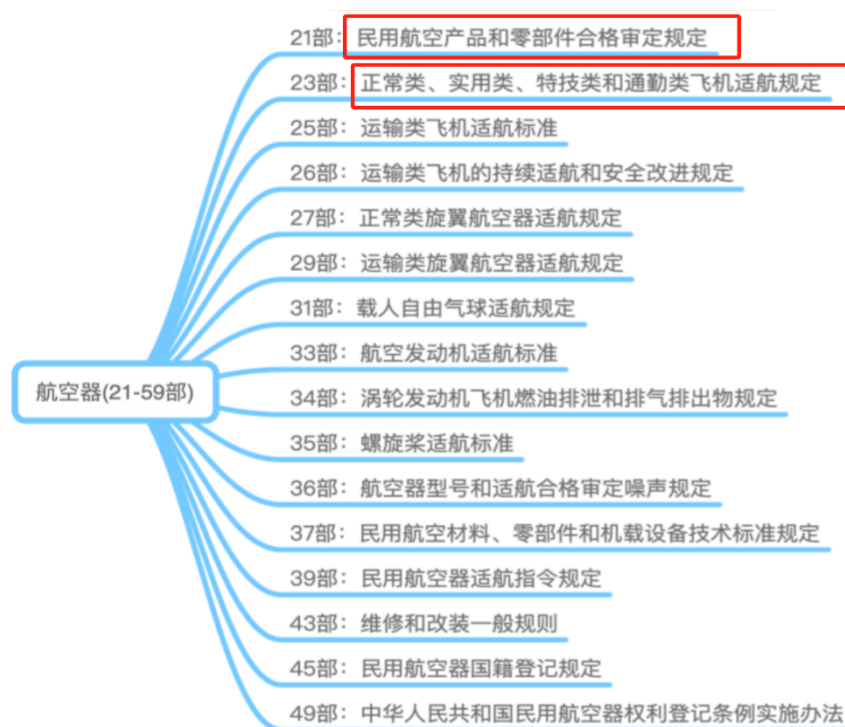 21部：民用航空产品和零部件合格审定规定
23部：正常类、实用类、特技类和通勤类飞机适航规定
25部：运输类飞机适航标准
26部：运输类飞机的持续适航和安全改进规定
27部：正常类旋翼航空器适航规定
29部：运输类旋翼航空器适航规定
31部：载人自由气球适航规定
33部：航空发动机适航标准
航空器(21-59部)
34部：涡轮发动机飞机燃油排泄和排气排出物规定
35部：螺旋桨适航标准
36部：航空器型号和适航合格审定噪声规定
37部：民用航空材料、零部件和机载设备技术标准规定
39部：民用航空器适航指令规定
43部：维修和改装一般规则
45部：民用航空器国籍登记规定
49部：中华人民共和国民用航空器权利登记条例实施办法